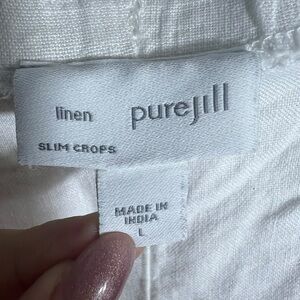 linen purejill
SLIM CROPS
MADE IN
INDIA
L